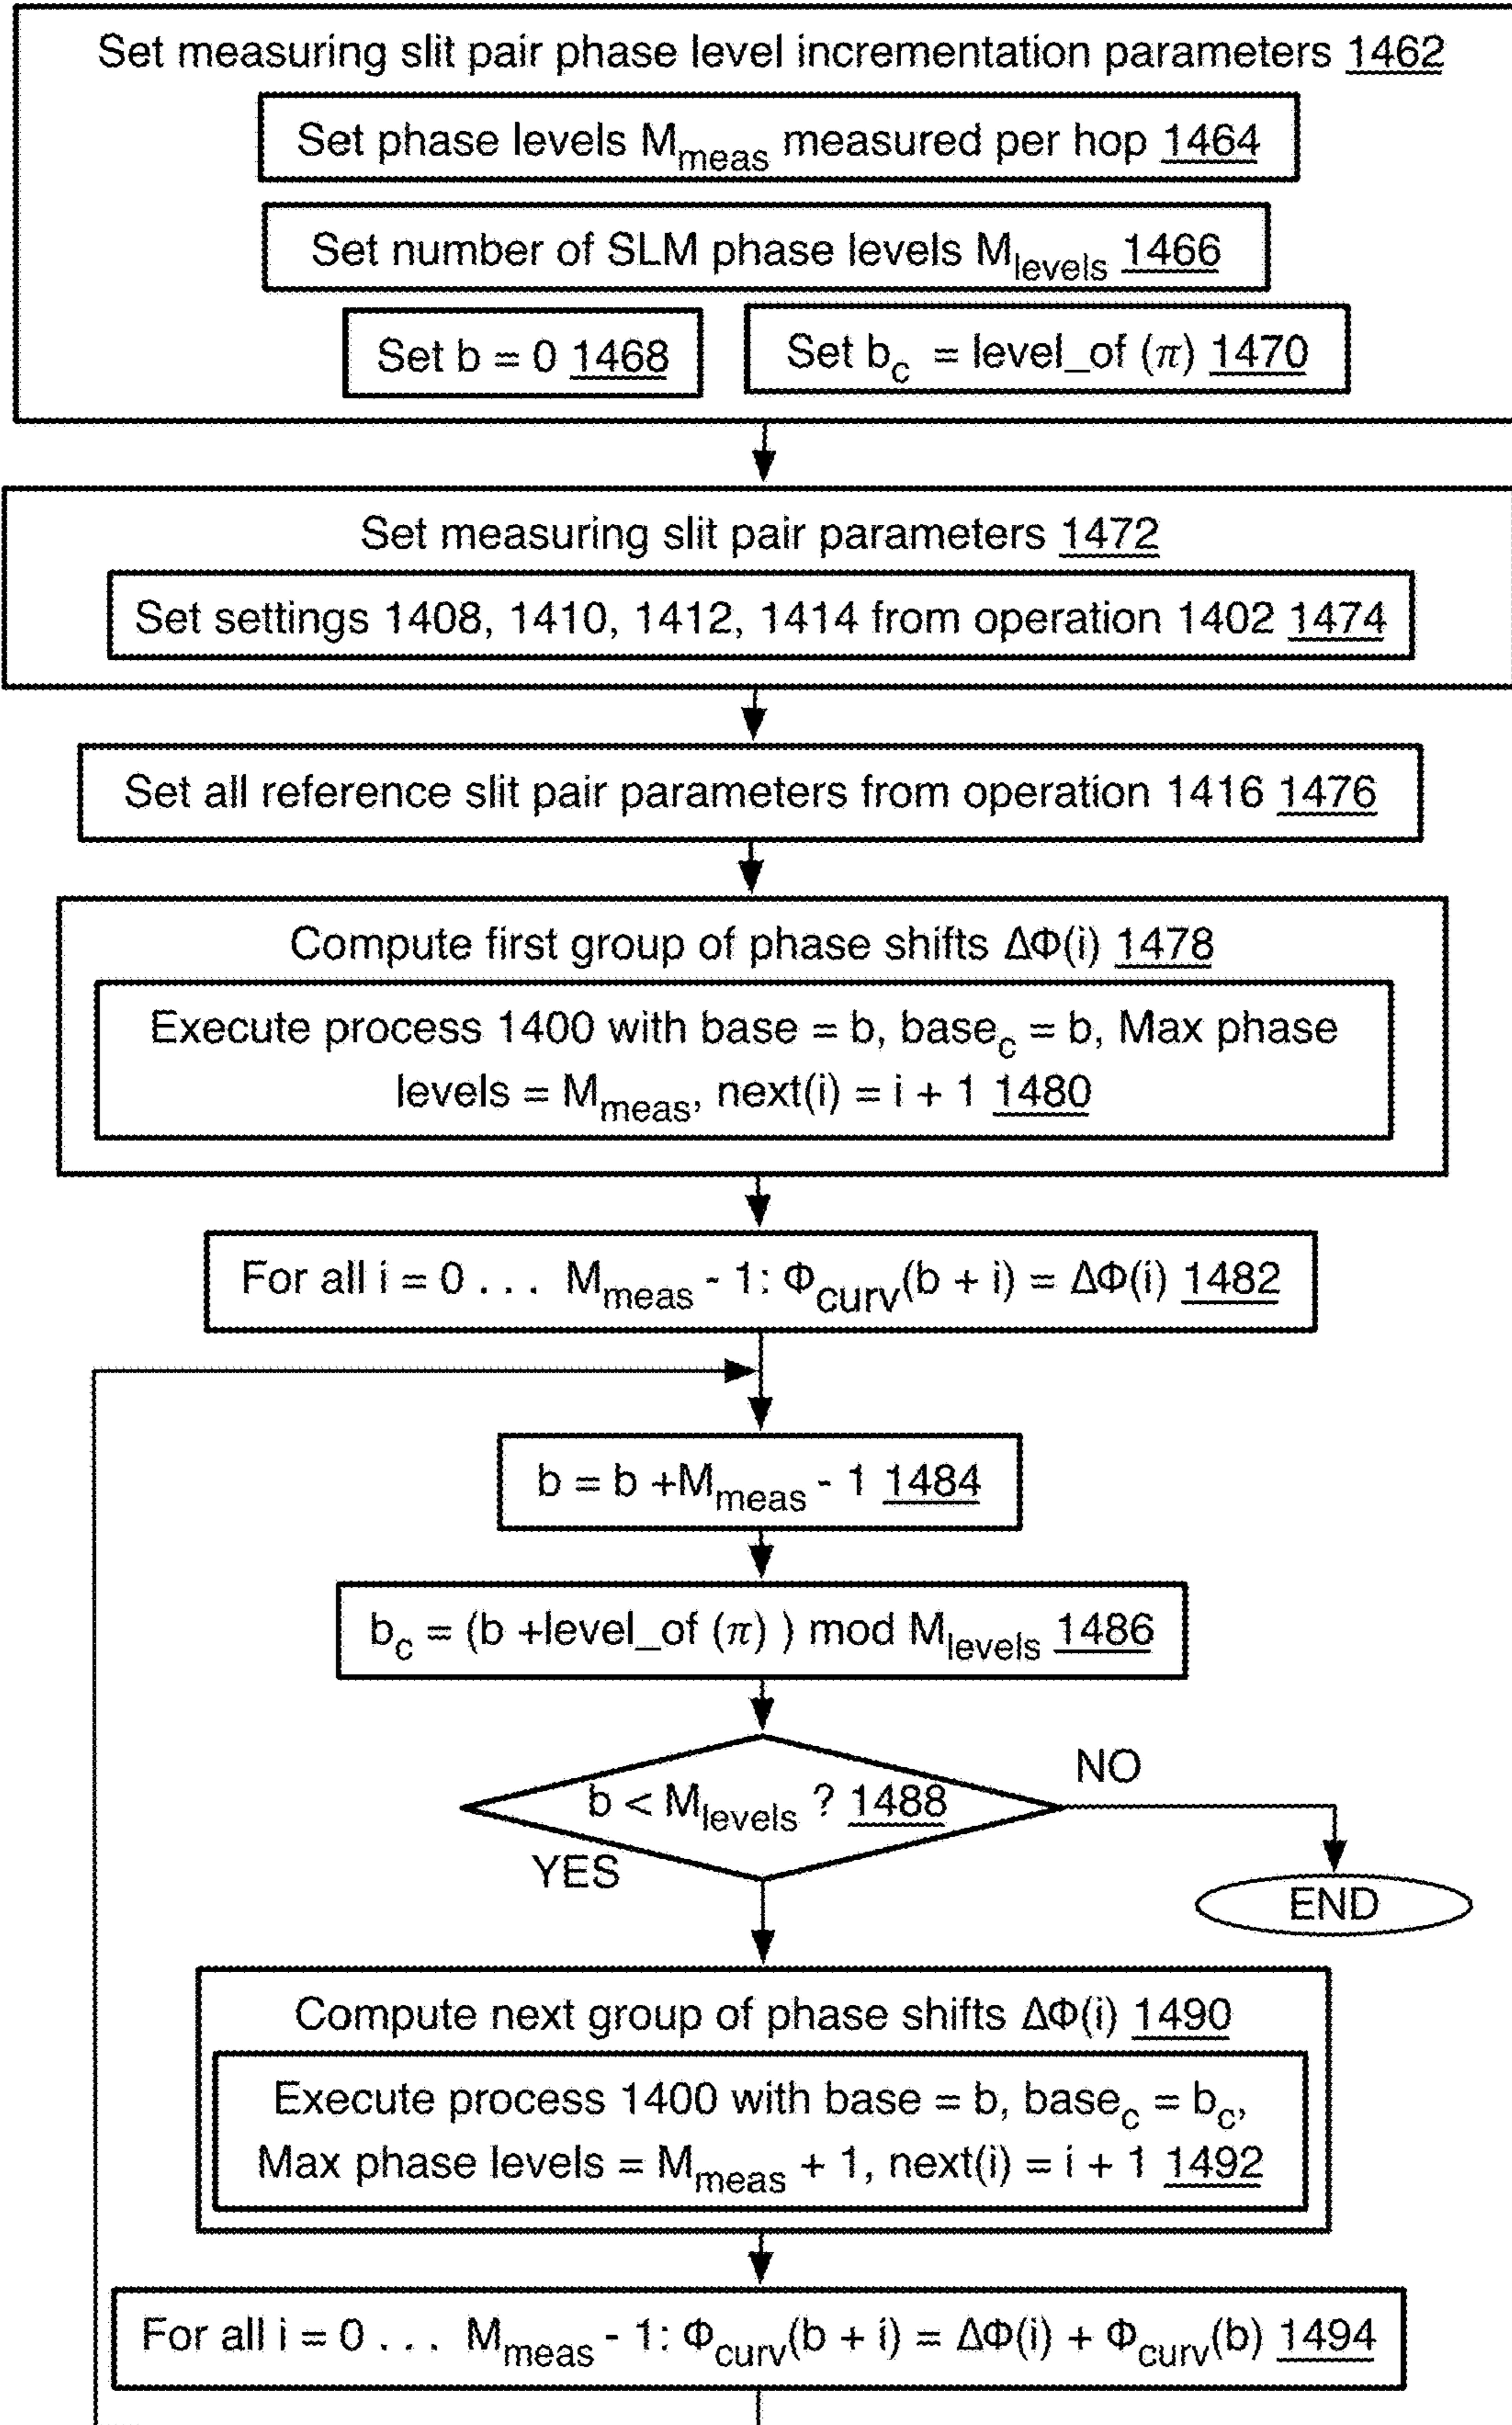 Set measuring slit pair phase level incrementation parameters 1462
Set phase levels Mmeas measured per hop 1464
Set number of SLM phase levels Mlevels 1466
Set b = 0 1468
Set bc = level_of (π) 1470
Set measuring slit pair parameters 1472
Set settings 1408, 1410, 1412, 1414 from operation 1402 1474
Set all reference slit pair parameters from operation 1416 1476
Compute first group of phase shifts ΔΦ(i) 1478
Execute process 1400 with base = b, basec = b, Max phase
levels = Mmeas, next(i) = i + 1 1480
For all i = 0 . . . Mmeas - 1: Φcurv(b + i) = ΔΦ(i) 1482
b = b +Mmeas - 1 1484
bc = (b +level_of (π) ) mod Mlevels 1486
b < Mlevels ? 1488
NO
YES
END
Compute next group of phase shifts ΔΦ(i) 1490
Execute process 1400 with base = b, basec = bc,
Max phase levels = Mmeas + 1, next(i) = i + 1 1492
For all i = 0 . . . Mmeas - 1: Φcurv(b + i) = ΔΦ(i) + Φcurv(b) 1494